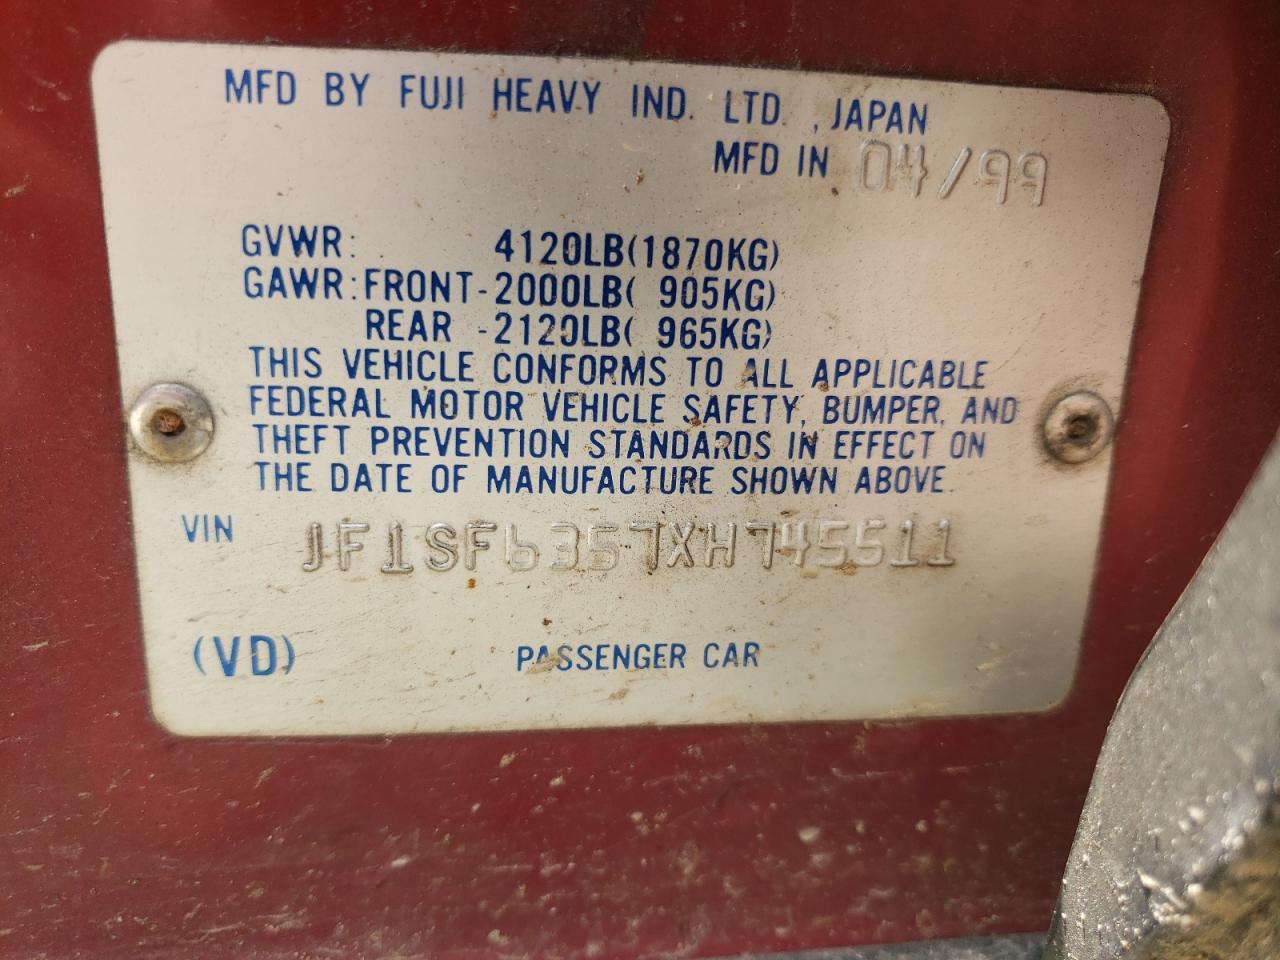 MFD BY FUJI HEAVY IND. LTD. , JAPAN
MFD IN 04/99
GVWR: 4120LB(1870KG)
GAWR:FRONT-2000LB( 905KG)
REAR -2120LB( 965KG)
THIS VEHICLE CONFORMS TO ALL APPLICABLE
FEDERAL MOTOR VEHICLE SAFETY, BUMPER, AND
THEFT PREVENTION STANDARDS IN EFFECT ON
THE DATE OF MANUFACTURE SHOWN ABOVE.
VIN JF1SF6357XH745511
(VD) PASSENGER CAR